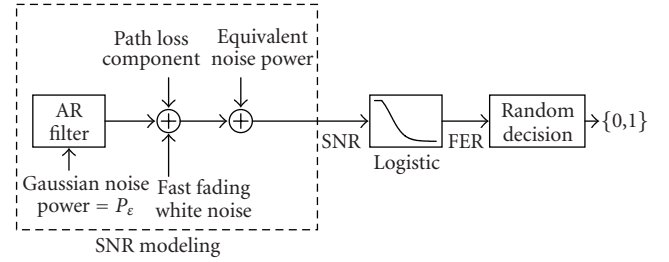 Path loss
component
Equivalent
noise power
AR
filter
Gaussian noise
power = Pε
Fast fading
white noise
SNR modeling
SNR
Logistic
FER
Random
decision
{0,1}